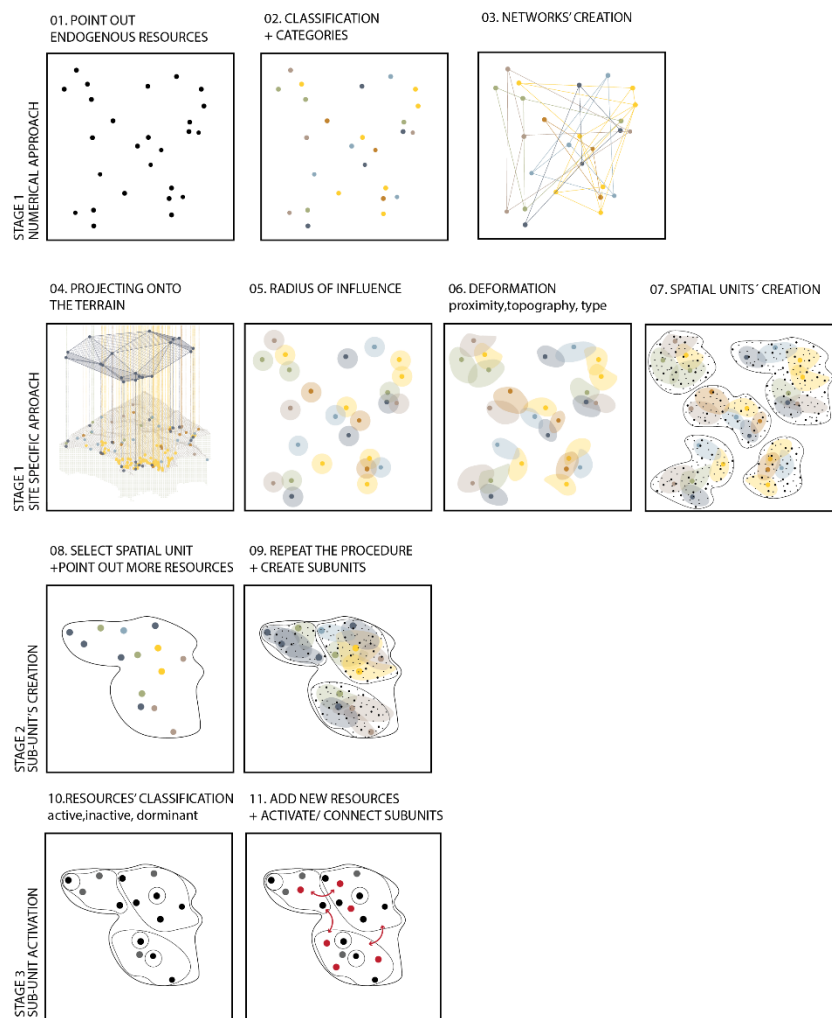 01. POINT OUT
ENDOGENOUS RESOURCES
02. CLASSIFICATION
+ CATEGORIES
03. NETWORKS' CREATION
STAGE 1
NUMERICAL APPROACH
04. PROJECTING ONTO
THE TERRAIN
05. RADIUS OF INFLUENCE
06. DEFORMATION
proximity,topography, type
07. SPATIAL UNITS´ CREATION
STAGE 1
SITE SPECIFIC APROACH
08. SELECT SPATIAL UNIT
+POINT OUT MORE RESOURCES
09. REPEAT THE PROCEDURE
+ CREATE SUBUNITS
STAGE 2
SUB-UNIT'S CREATION
10.RESOURCES' CLASSIFICATION
active,inactive, dormant
11. ADD NEW RESOURCES
+ ACTIVATE/ CONNECT SUBUNITS
STAGE 3
SUB-UNIT ACTIVATION